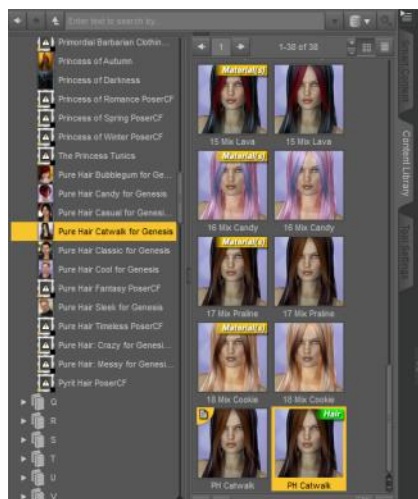 Enter text to search by...
Primordial Barbarian Clothin...
Princess of Autumn
Princess of Darkness
Princess of Romance PoserCF
Princess of Spring PoserCF
Princess of Winter PoserCF
The Princess Tunics
Pure Hair Bubblegum for Ge...
Pure Hair Candy for Genesis
Pure Hair Casual for Genesi...
Pure Hair Catwalk for Genesis
Pure Hair Classic for Genesis
Pure Hair Cool for Genesis
Pure Hair Fantasy PoserCF
Pure Hair Sleek for Genesis
Pure Hair Timeless PoserCF
Pure Hair: Crazy for Genesi...
Pure Hair: Messy for Genesi...
Pyrit Hair PoserCF
Q
R
S
T
U
V
1
1-38 of 38
Material(s)
15 Mix Lava
15 Mix Lava
Material(s)
16 Mix Candy
16 Mix Candy
Material(s)
17 Mix Praline
17 Mix Praline
Material(s)
18 Mix Cookie
18 Mix Cookie
Hair
PH Catwalk
PH Catwalk
Content Library
Tool Settings